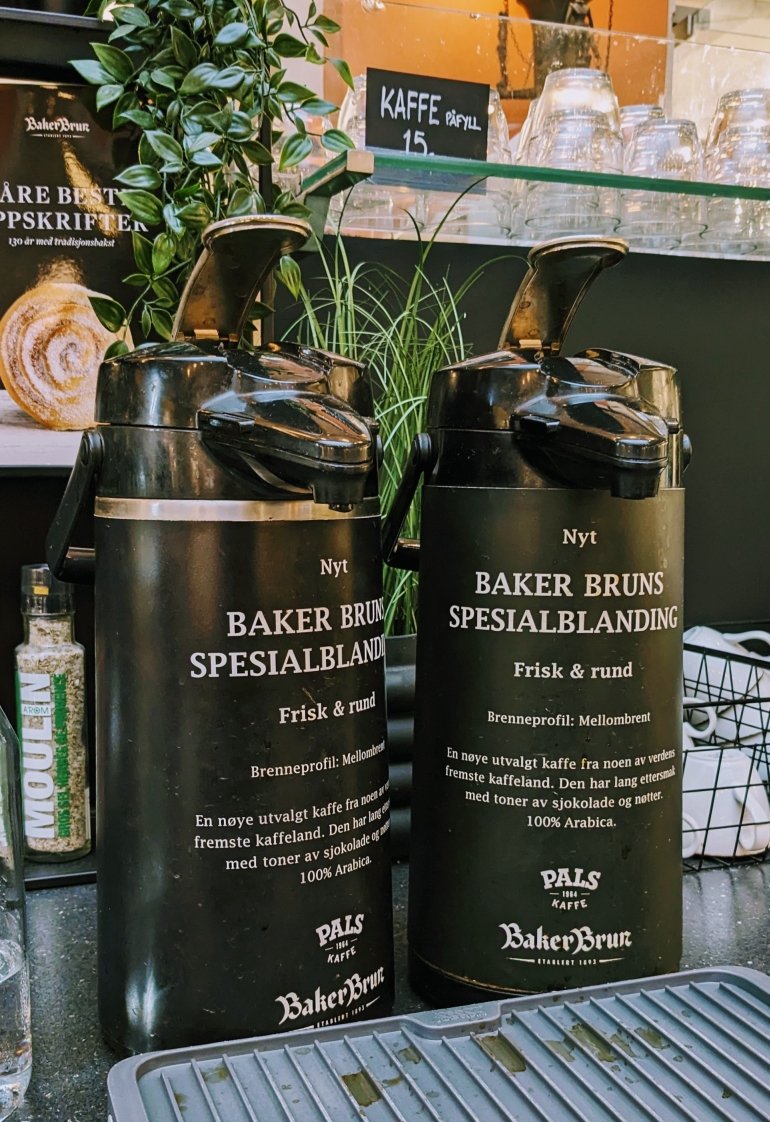 KAFFE PÅFYLL
15,-
BakerBrun
ÅRE BEST
PPSKRIFTER
130 år med tradisjonsbakst
MOULIN
KROM
Nyt
BAKER BRUNS
SPESIALBLANDI
Frisk & rund
Brenneprofil: Mellombrent
En nøye utvalgt kaffe fra noen av
fremste kaffeland. Den har lang
med toner av sjokolade og
100% Arabica.
PALS
1964
KAFFE
BakerBrun
ETABLERT 1893
Nyt
BAKER BRUNS
SPESIALBLANDING
Frisk & rund
Brenneprofil: Mellombrent
En nøye utvalgt kaffe fra noen av verdens
fremste kaffeland. Den har lang ettersmak
med toner av sjokolade og nøtter.
100% Arabica.
PALS
1964
KAFFE
BakerBrun
ETABLERT 1893